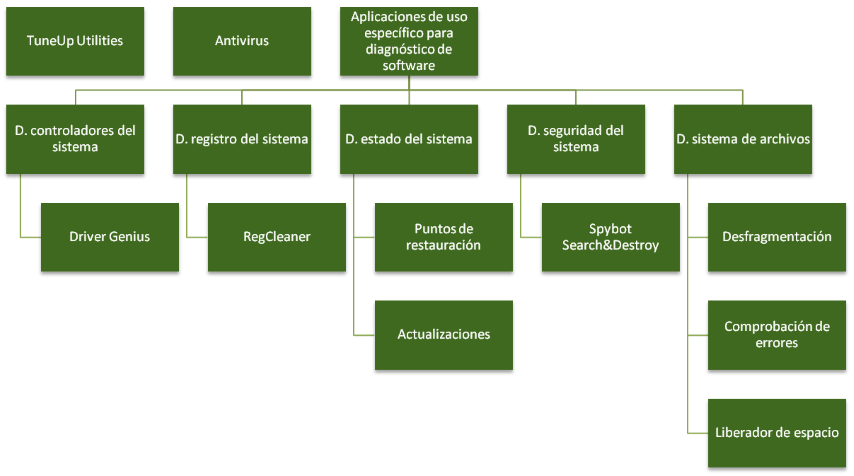 TuneUp Utilities
Antivirus
Aplicaciones de uso
específico para
diagnóstico de
software
D. controladores del
sistema
D. registro del sistema
D. estado del sistema
D. seguridad del
sistema
D. sistema de archivos
Driver Genius
RegCleaner
Puntos de
restauración
Spybot
Search&Destroy
Desfragmentación
Actualizaciones
Comprobación de
errores
Liberador de espacio